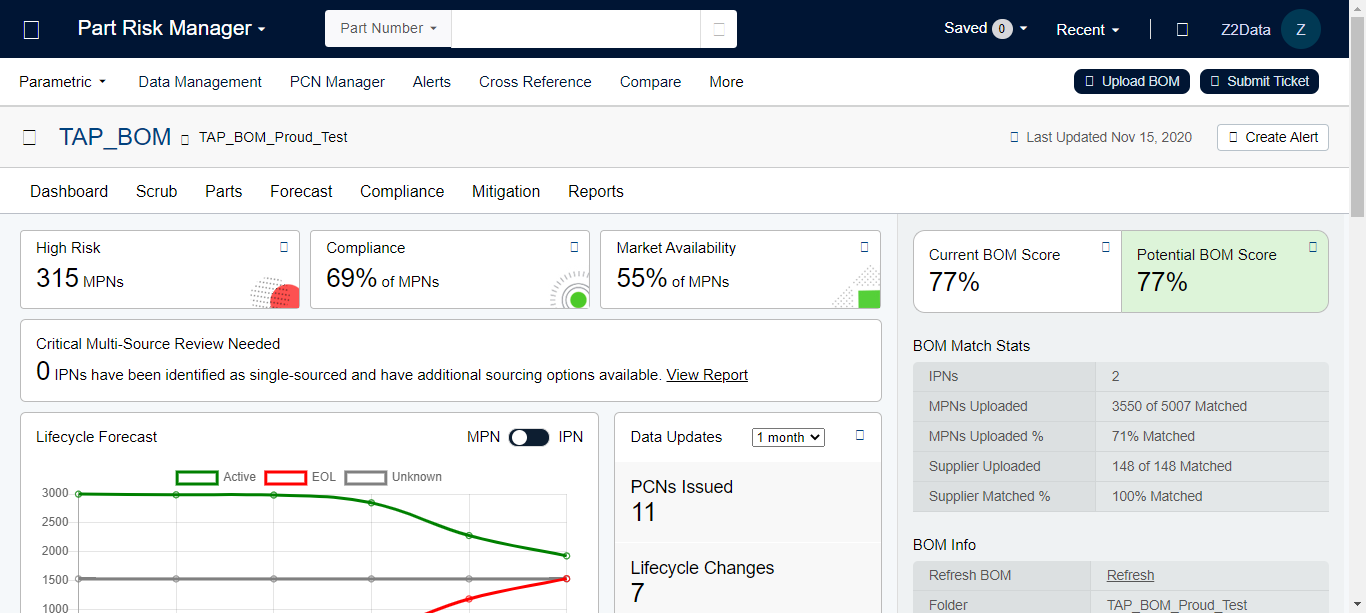 Part Risk Manager
Part Number
Saved 0
Recent
Z2Data Z
Parametric Data Management PCN Manager Alerts Cross Reference Compare More
Upload BOM Submit Ticket
TAP_BOM TAP_BOM_Proud_Test
Last Updated Nov 15, 2020 Create Alert
Dashboard Scrub Parts Forecast Compliance Mitigation Reports
High Risk
315 MPNs
Compliance
69% of MPNs
Market Availability
55% of MPNs
Current BOM Score
77%
Potential BOM Score
77%
Critical Multi-Source Review Needed
0 IPNs have been identified as single-sourced and have additional sourcing options available. View Report
Lifecycle Forecast MPN IPN
Active EOL Unknown
3000
2500
2000
1500
1000
Data Updates 1 month
PCNs Issued
11
Lifecycle Changes
7
BOM Match Stats
IPNs 2
MPNs Uploaded 3550 of 5007 Matched
MPNs Uploaded % 71% Matched
Supplier Uploaded 148 of 148 Matched
Supplier Matched % 100% Matched
BOM Info
Refresh BOM Refresh
Folder TAP_BOM_Proud_Test